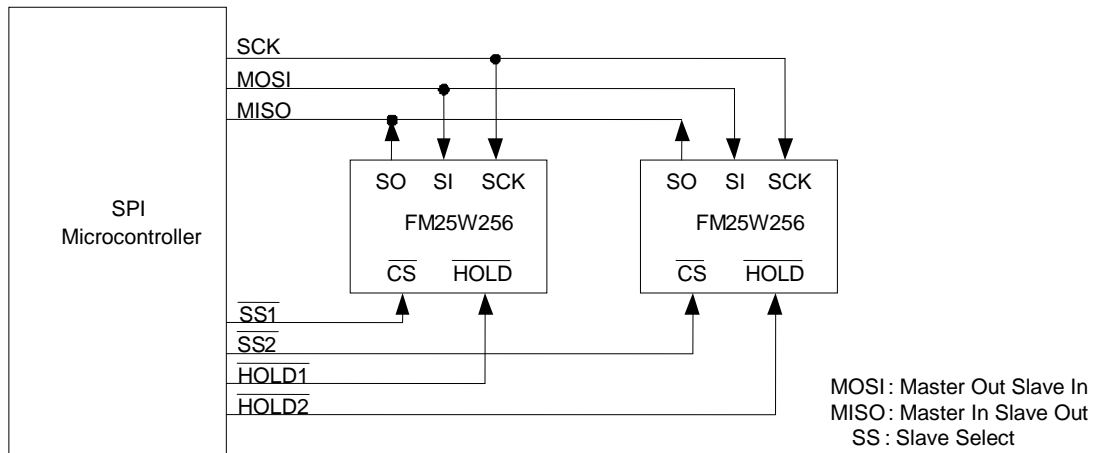 SCK
MOSI
MISO
SO SI SCK
FM25W256
CS HOLD
SO SI SCK
FM25W256
CS HOLD
SPI
Microcontroller
SS1
SS2
HOLD1
HOLD2
MOSI : Master Out Slave In
MISO : Master In Slave Out
SS : Slave Select